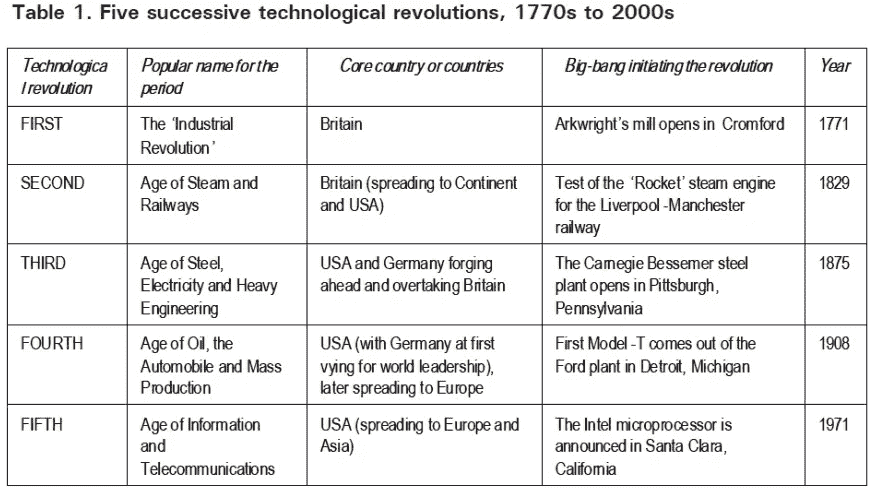 Table 1. Five successive technological revolutions, 1770s to 2000s
Technologica
l revolution
Popular name for the
period
Core country or countries
Big-bang initiating the revolution
Year
FIRST
The ‘Industrial
Revolution’
Britain
Arkwright’s mill opens in Cromford
1771
SECOND
Age of Steam and
Railways
Britain (spreading to Continent
and USA)
Test of the ‘Rocket’ steam engine
for the Liverpool -Manchester
railway
1829
THIRD
Age of Steel,
Electricity and Heavy
Engineering
USA and Germany forging
ahead and overtaking Britain
The Carnegie Bessemer steel
plant opens in Pittsburgh,
Pennsylvania
1875
FOURTH
Age of Oil, the
Automobile and Mass
Production
USA (with Germany at first
vying for world leadership),
later spreading to Europe
First Model -T comes out of the
Ford plant in Detroit, Michigan
1908
FIFTH
Age of Information
and
Telecommunications
USA (spreading to Europe and
Asia)
The Intel microprocessor is
announced in Santa Clara,
California
1971